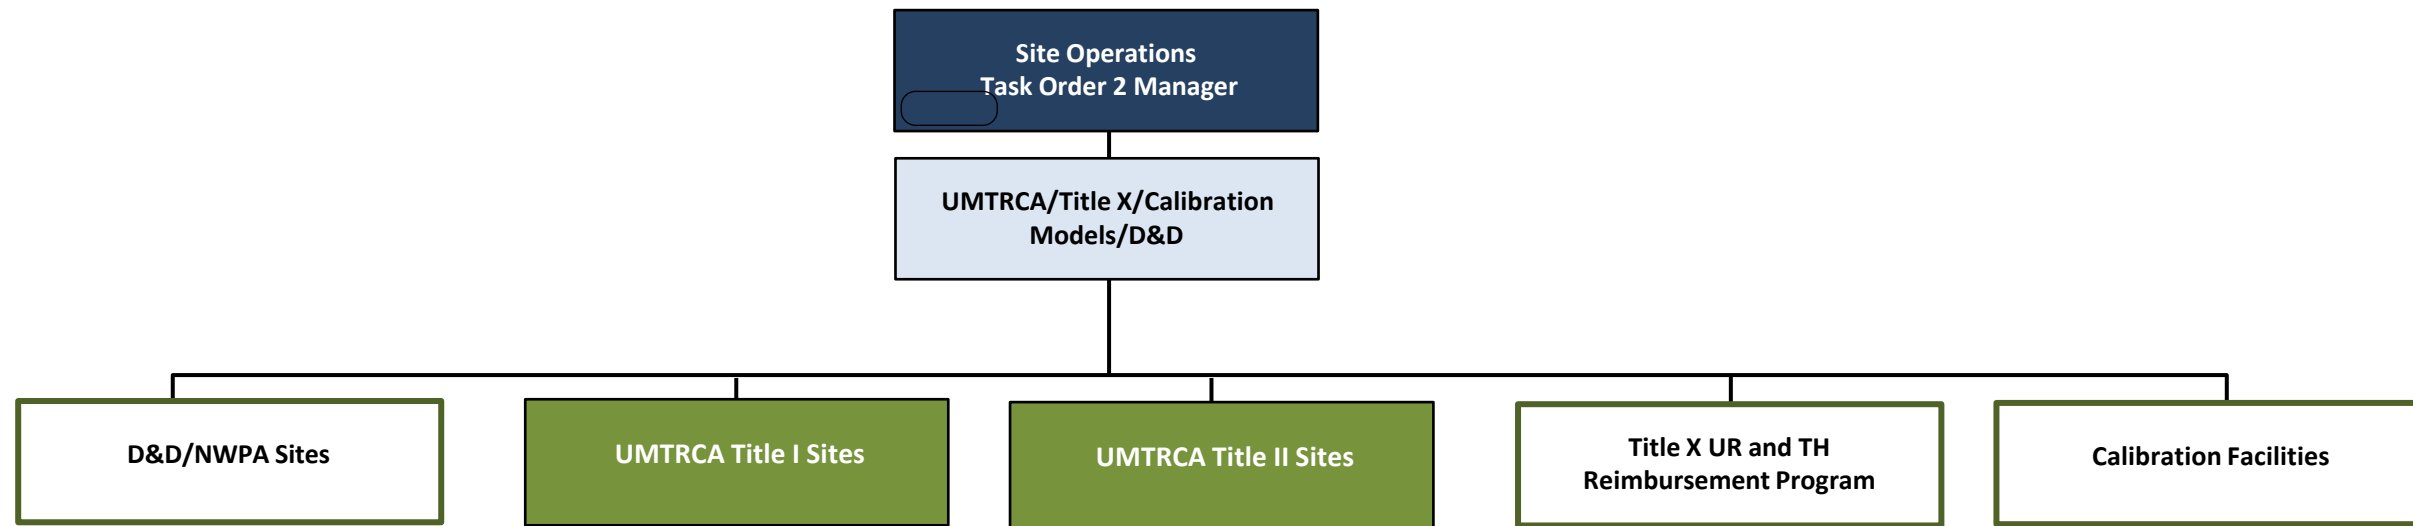 Site Operations
Task Order 2 Manager
UMTRCA/Title X/Calibration
Models/D&D
D&D/NWPA Sites
UMTRCA Title I Sites
UMTRCA Title II Sites
Title X UR and TH
Reimbursement Program
Calibration Facilities